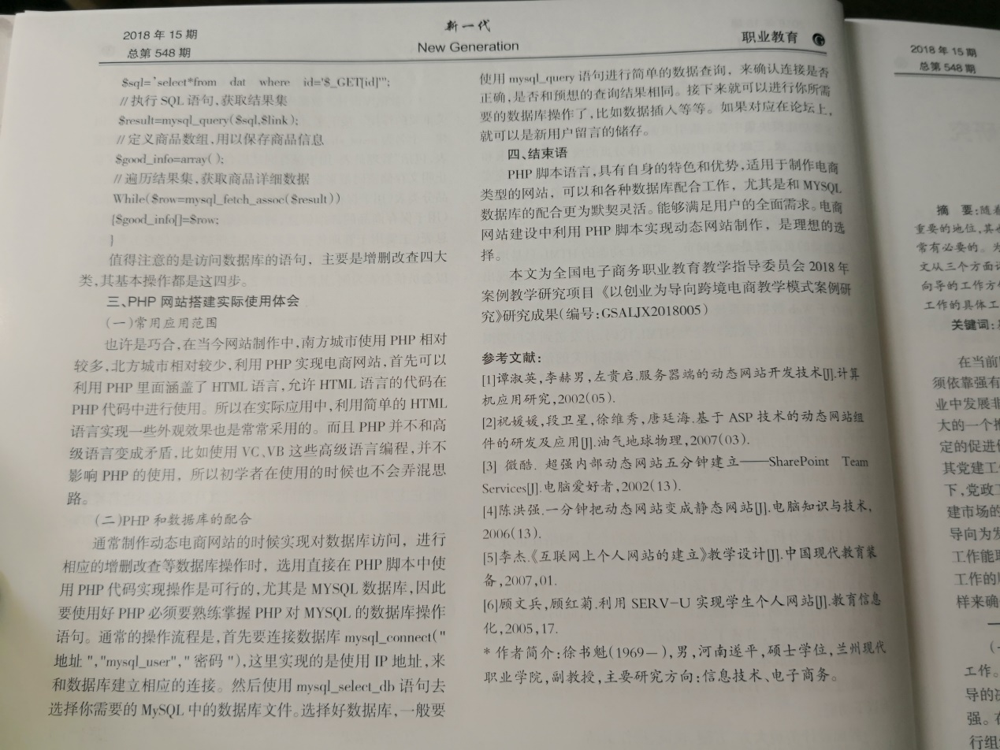 2018 年 15 期
总第 548 期
新一代
New Generation
职业教育
$sql='select*from dat where id='$_GET[id]'";
// 执行 SQL 语句,获取结果集
$result=mysql_query($sql,$link);
// 定义商品数组,用以保存商品信息
$good_info=array( );
// 遍历结果集,获取商品详细数据
While($row=mysql_fetch_assoc($result))
{$good_info[]=$row;
}
值得注意的是访问数据库的语句，主要是增删改查四大
类,其基本操作都是这四步。
三、PHP 网站搭建实际使用体会
(一)常用应用范围
也许是巧合,在当今网站制作中,南方城市使用 PHP 相对
较多,北方城市相对较少,利用 PHP 实现电商网站,首先可以
利用 PHP 里面涵盖了 HTML 语言,允许 HTML 语言的代码在
PHP 代码中进行使用。所以在实际应用中,利用简单的 HTML
语言实现一些外观效果也是常常采用的。而且 PHP 并不和高
级语言变成矛盾,比如使用 VC、VB 这些高级语言编程,并不
影响 PHP 的使用，所以初学者在使用的时候也不会弄混思
路。
(二)PHP 和数据库的配合
通常制作动态电商网站的时候实现对数据库访问，进行
相应的增删改查等数据库操作时，选用直接在 PHP 脚本中使
用 PHP 代码实现操作是可行的,尤其是 MYSQL 数据库,因此
要使用好 PHP 必须要熟练掌握 PHP 对 MYSQL 的数据库操作
语句。通常的操作流程是,首先要连接数据库 mysql_connect("
地址 ","mysql_user"," 密码 "),这里实现的是使用 IP 地址,来
和数据库建立相应的连接。然后使用 mysql_select_db 语句去
选择你需要的 MySQL 中的数据库文件。选择好数据库,一般要
使用 mysql_query 语句进行简单的数据查询，来确认连接是否
正确,是否和预想的查询结果相同。接下来就可以进行你所需
要的数据库操作了,比如数据插入等等。如果对应在论坛上,
就可以是新用户留言的储存。
四、结束语
PHP 脚本语言,具有自身的特色和优势,适用于制作电商
类型的网站，可以和各种数据库配合工作，尤其是和 MYSQL
数据库的配合更为默契灵活。能够满足用户的全面需求。电商
网站建设中利用 PHP 脚本实现动态网站制作，是理想的选
择。
本文为全国电子商务职业教育教学指导委员会 2018 年
案例教学研究项目《以创业为导向跨境电商教学模式案例研
究》研究成果(编号:GSALJX2018005)
参考文献:
[1]谭淑英,李赫男,左贵启.服务器端的动态网站开发技术[J].计算
机应用研究,2002(05).
[2]祝媛媛,段卫星,徐维秀,唐廷海.基于 ASP 技术的动态网站组
件的研发及应用[J].油气地球物理,2007(03).
[3] 微酷. 超强内部动态网站五分钟建立——SharePoint Team
Services[J].电脑爱好者,2002(13).
[4]陈洪强.一分钟把动态网站变成静态网站[J].电脑知识与技术,
2006(13).
[5]李杰.《互联网上个人网站的建立》教学设计[J].中国现代教育装
备,2007,01.
[6]顾文兵,顾红菊.利用 SERV-U 实现学生个人网站[J].教育信息
化,2005,17.
* 作者简介:徐书魁(1969-),男,河南遂平,硕士学位,兰州现代
职业学院,副教授,主要研究方向:信息技术、电子商务。
2018 年 15 期
总第 548 期
摘 要:随着
重要的地位,其
常有必要的。为
文从三个方面
向导的工作方
工作的具体工
关键词:
在当前
须依靠强有
业中发展非
大的一个推
定的促进
其党建工
下,党政
建市场的
导向为发
工作能
工作的
样来确
一
(一
工作。
导的决
强。在
行组